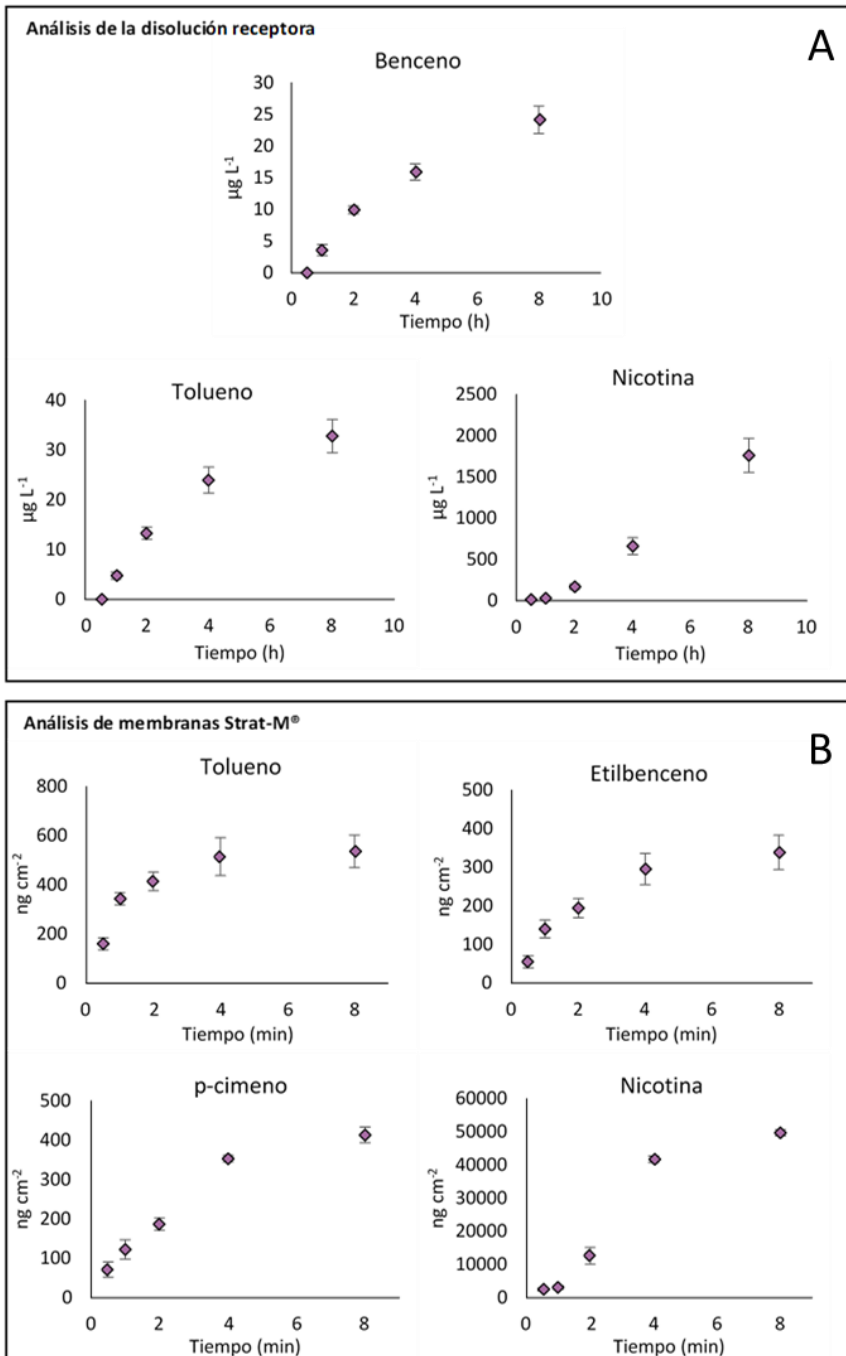 Análisis de la disolución receptora
A
Benceno
30
25
20
15
10
5
0
µg L⁻¹
0 2 4 6 8 10
Tiempo (h)
Tolueno
40
30
20
10
0
µg L⁻¹
0 2 4 6 8 10
Tiempo (h)
Nicotina
2500
2000
1500
1000
500
0
µg L⁻¹
0 2 4 6 8 10
Tiempo (h)
Análisis de membranas Strat-M®
B
Tolueno
800
600
400
200
0
ng cm⁻²
0 2 4 6 8
Tiempo (min)
Etilbenceno
500
400
300
200
100
0
ng cm⁻²
0 2 4 6 8
Tiempo (min)
p-cimeno
500
400
300
200
100
0
ng cm⁻²
0 2 4 6 8
Tiempo (min)
Nicotina
60000
50000
40000
30000
20000
10000
0
ng cm⁻²
0 2 4 6 8
Tiempo (min)